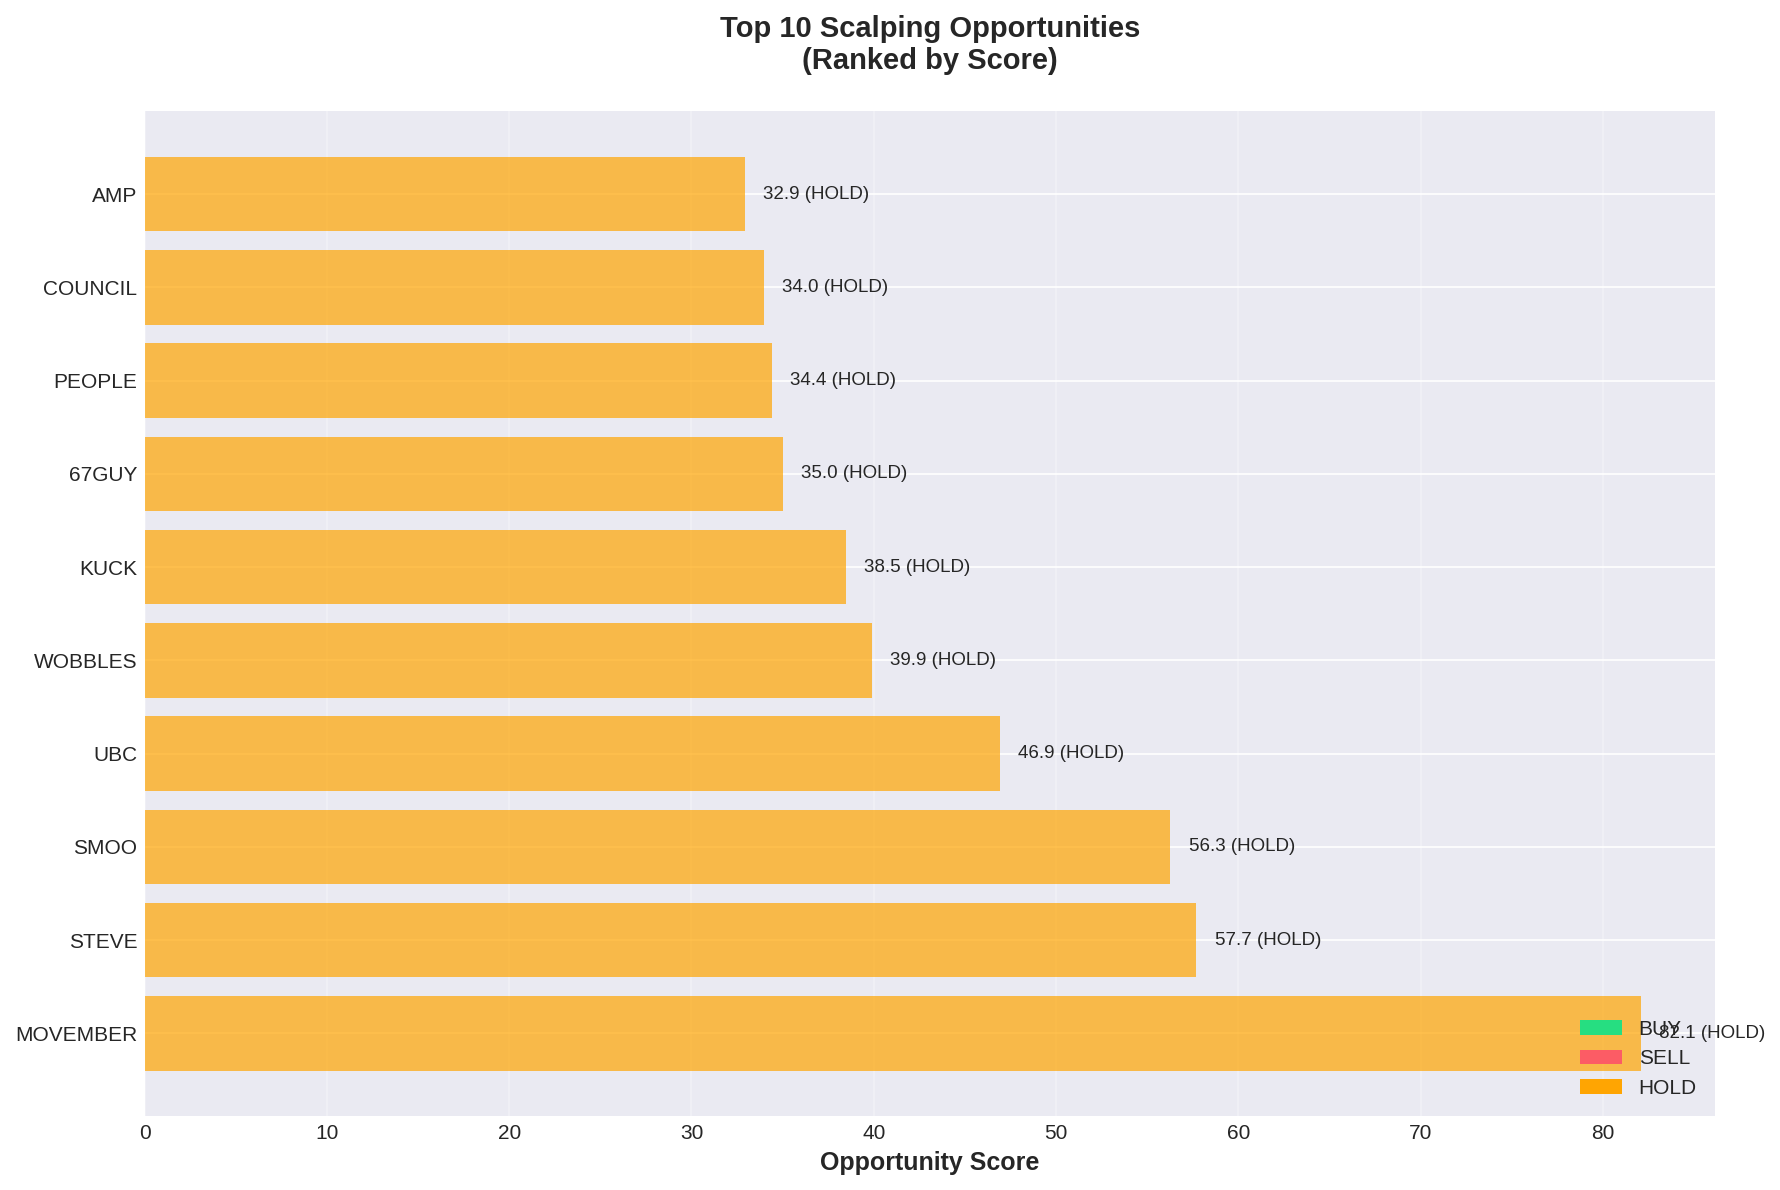 Top 10 Scalping Opportunities
(Ranked by Score)
AMP 32.9 (HOLD)
COUNCIL 34.0 (HOLD)
PEOPLE 34.4 (HOLD)
67GUY 35.0 (HOLD)
KUCK 38.5 (HOLD)
WOBBLES 39.9 (HOLD)
UBC 46.9 (HOLD)
SMOO 56.3 (HOLD)
STEVE 57.7 (HOLD)
MOVEMBER 82.1 (HOLD)
BUY
SELL
HOLD
0 10 20 30 40 50 60 70 80
Opportunity Score